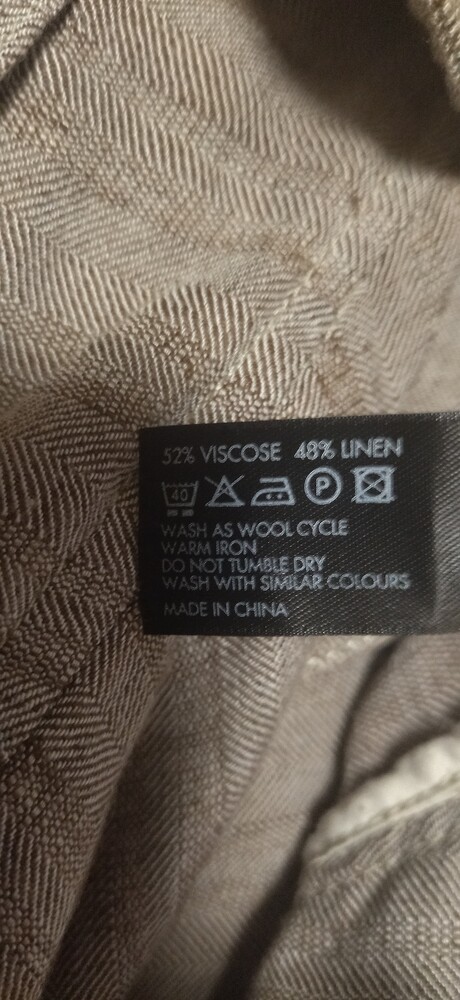 52% VISCOSE 48% LINEN
40 P
WASH AS WOOL CYCLE
WARM IRON
DO NOT TUMBLE DRY
WASH WITH SIMILAR COLOURS
MADE IN CHINA